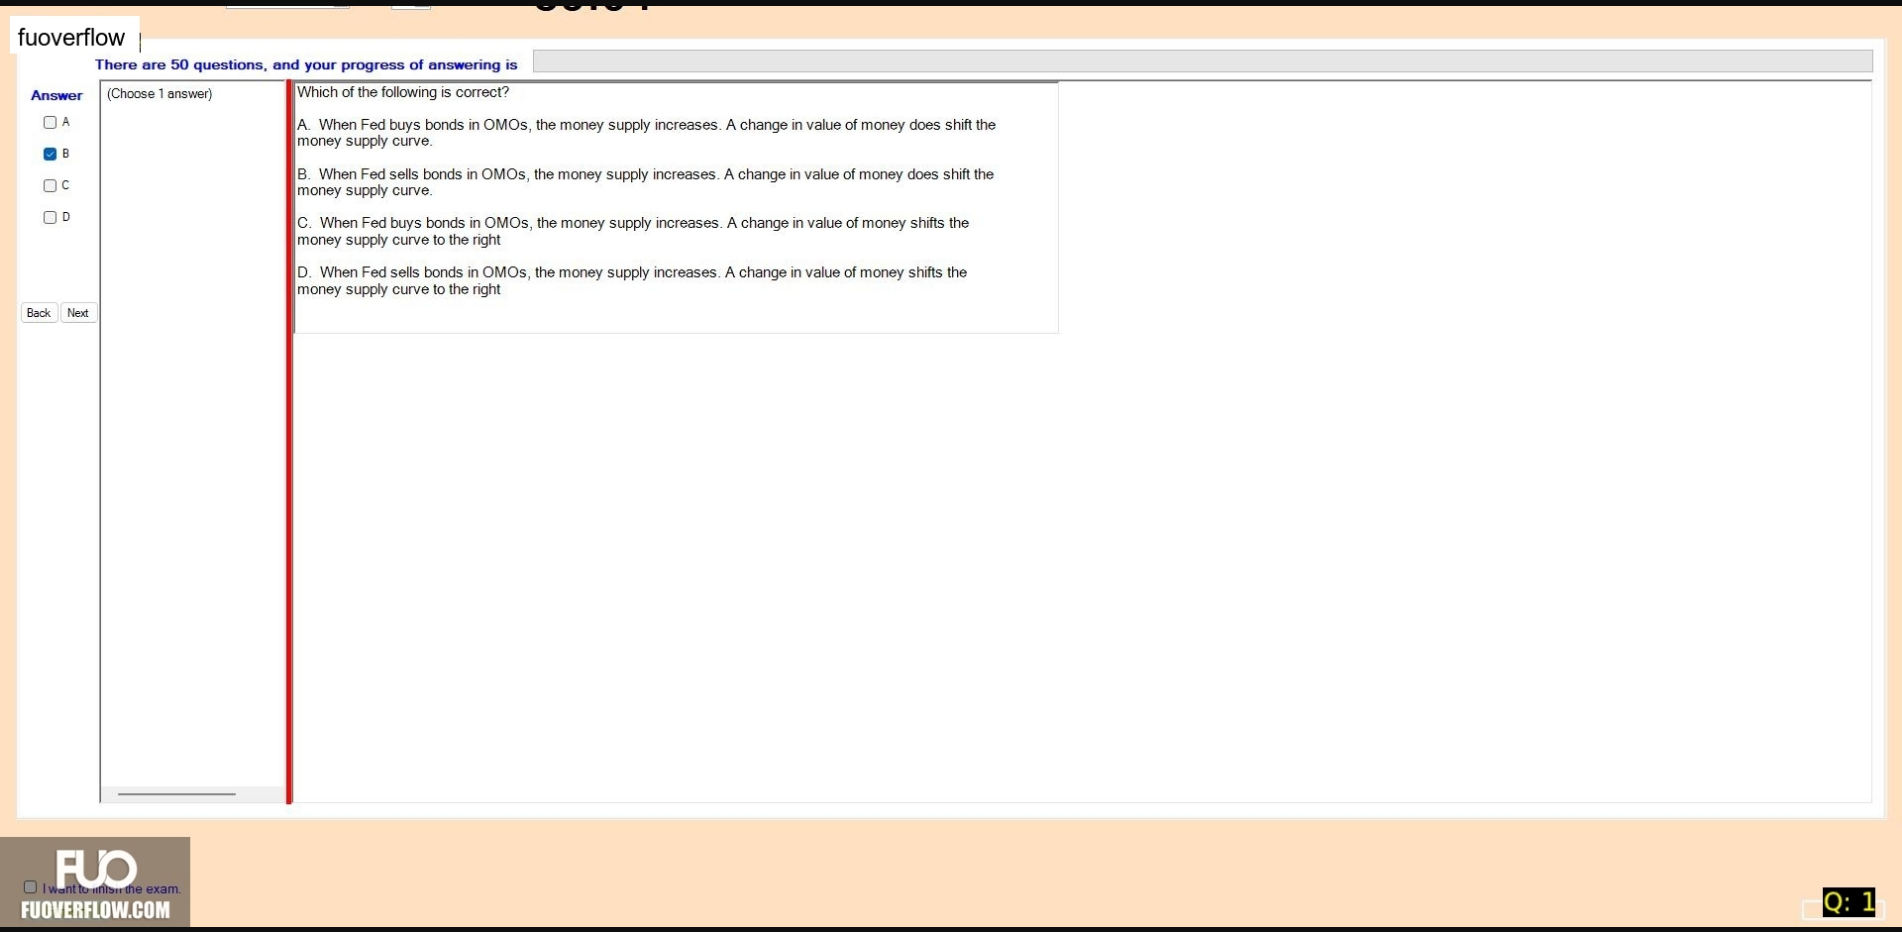 fuoverflow
There are 50 questions, and your progress of answering is
Answer
(Choose 1 answer)
A
B
C
D
Back Next
Which of the following is correct?
A. When Fed buys bonds in OMOs, the money supply increases. A change in value of money does shift the
money supply curve.
B. When Fed sells bonds in OMOs, the money supply increases. A change in value of money does shift the
money supply curve.
C. When Fed buys bonds in OMOs, the money supply increases. A change in value of money shifts the
money supply curve to the right
D. When Fed sells bonds in OMOs, the money supply increases. A change in value of money shifts the
money supply curve to the right
FUO
I want to finish the exam.
FUOVERFLOW.COM
Q: 1